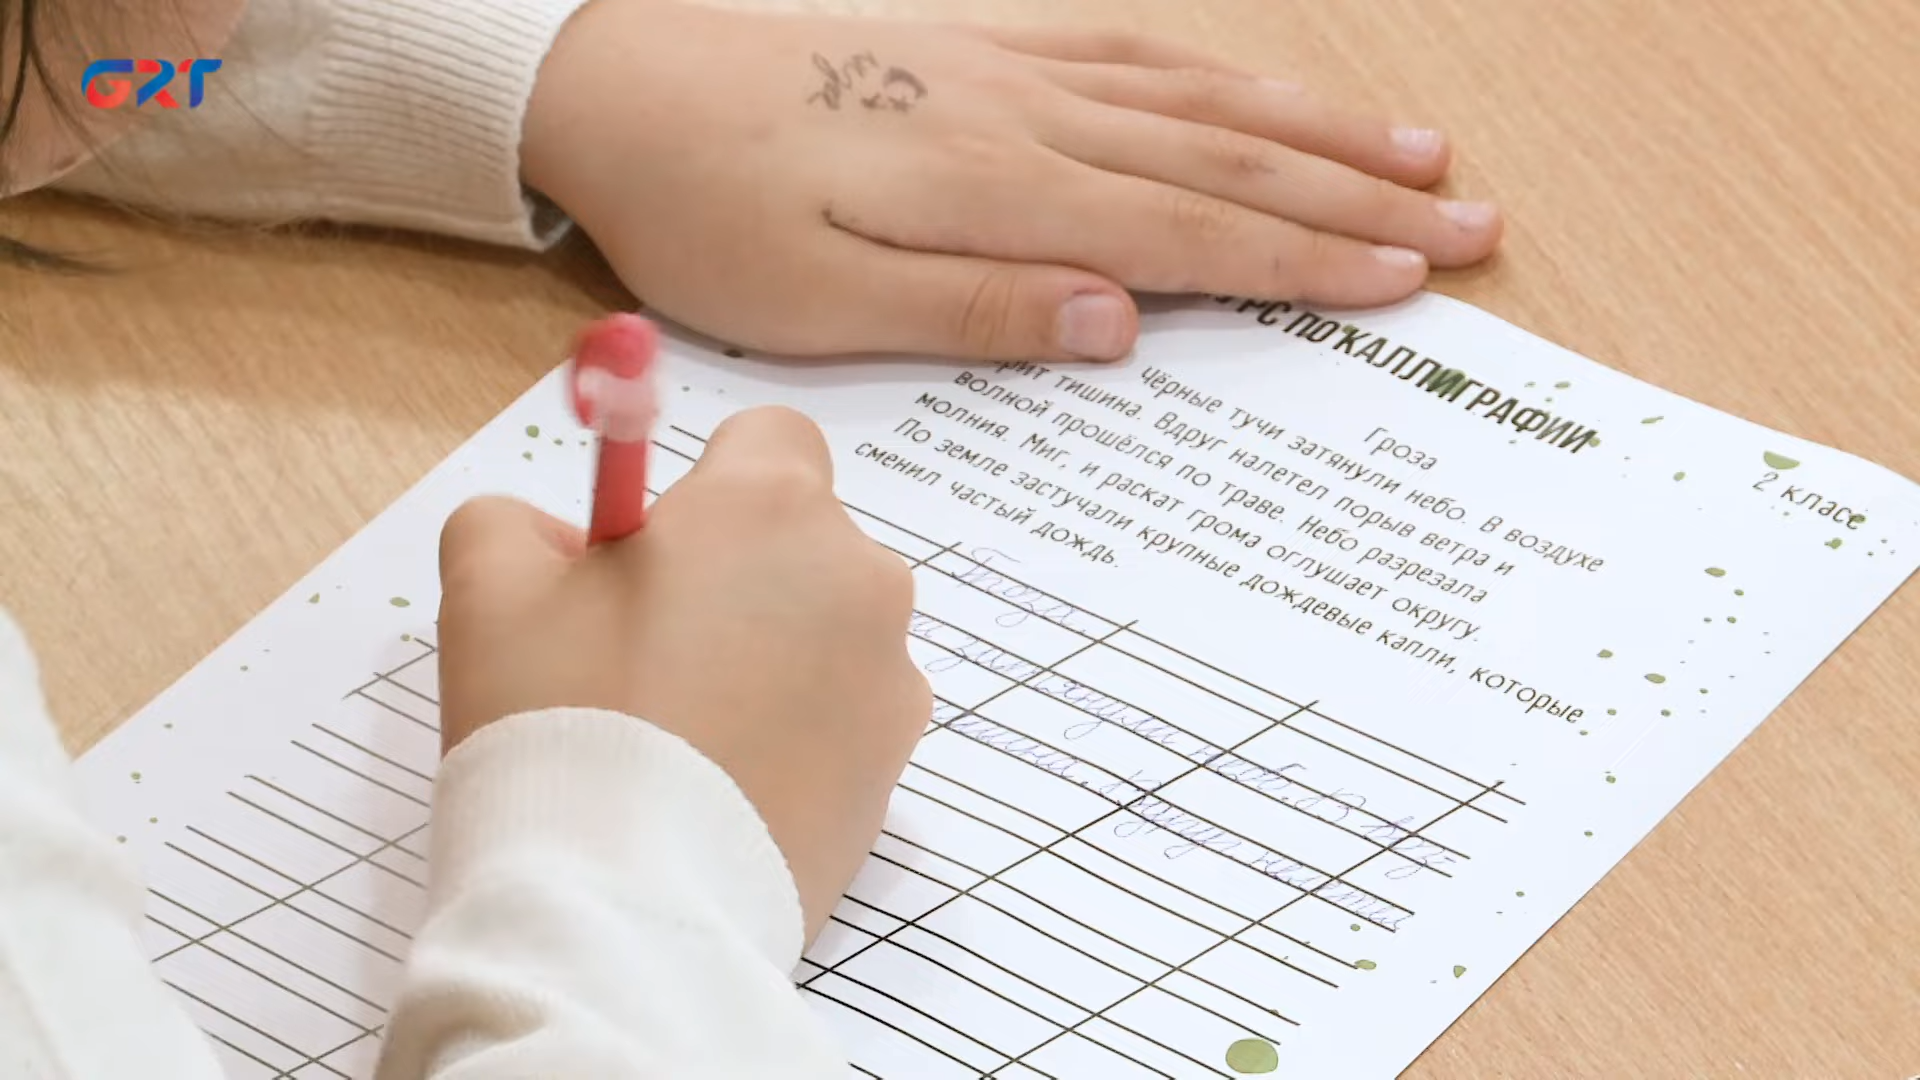 GRT
ПО КАЛЛИГРАФИИ
2 класс
Гроза
Чёрные тучи затянули небо. В воздухе
тишина. Вдруг налетел порыв ветра и
волной прошёлся по траве. Небо разрезала
молния. Миг, и раскат грома оглушает округу.
По земле застучали крупные дождевые капли, которые
сменил частый дождь.
Гроза.
затянули небо. В воз-
Вдруг налетел